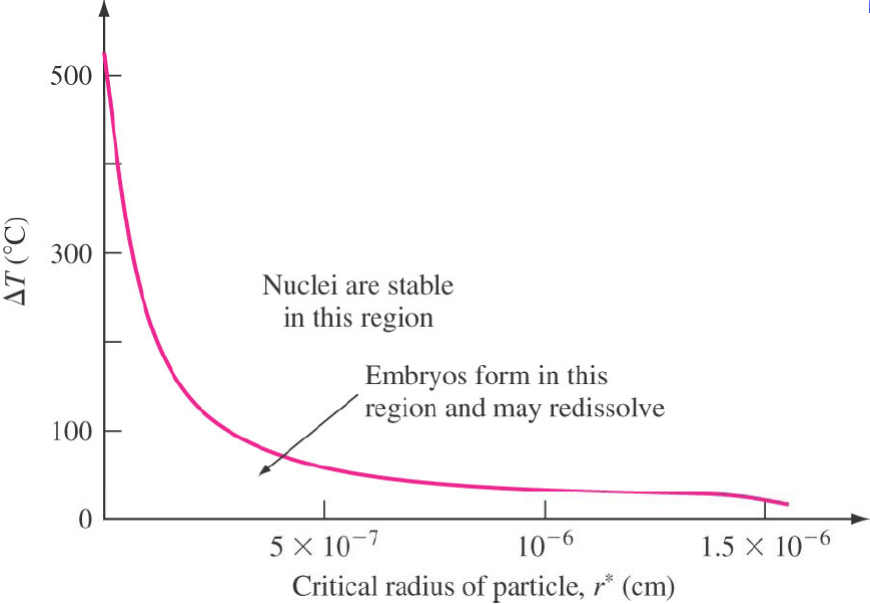 500
300
100
0
ΔT (°C)
Nuclei are stable
in this region
Embryos form in this
region and may redissolve
5 × 10⁻⁷
10⁻⁶
1.5 × 10⁻⁶
Critical radius of particle, r* (cm)